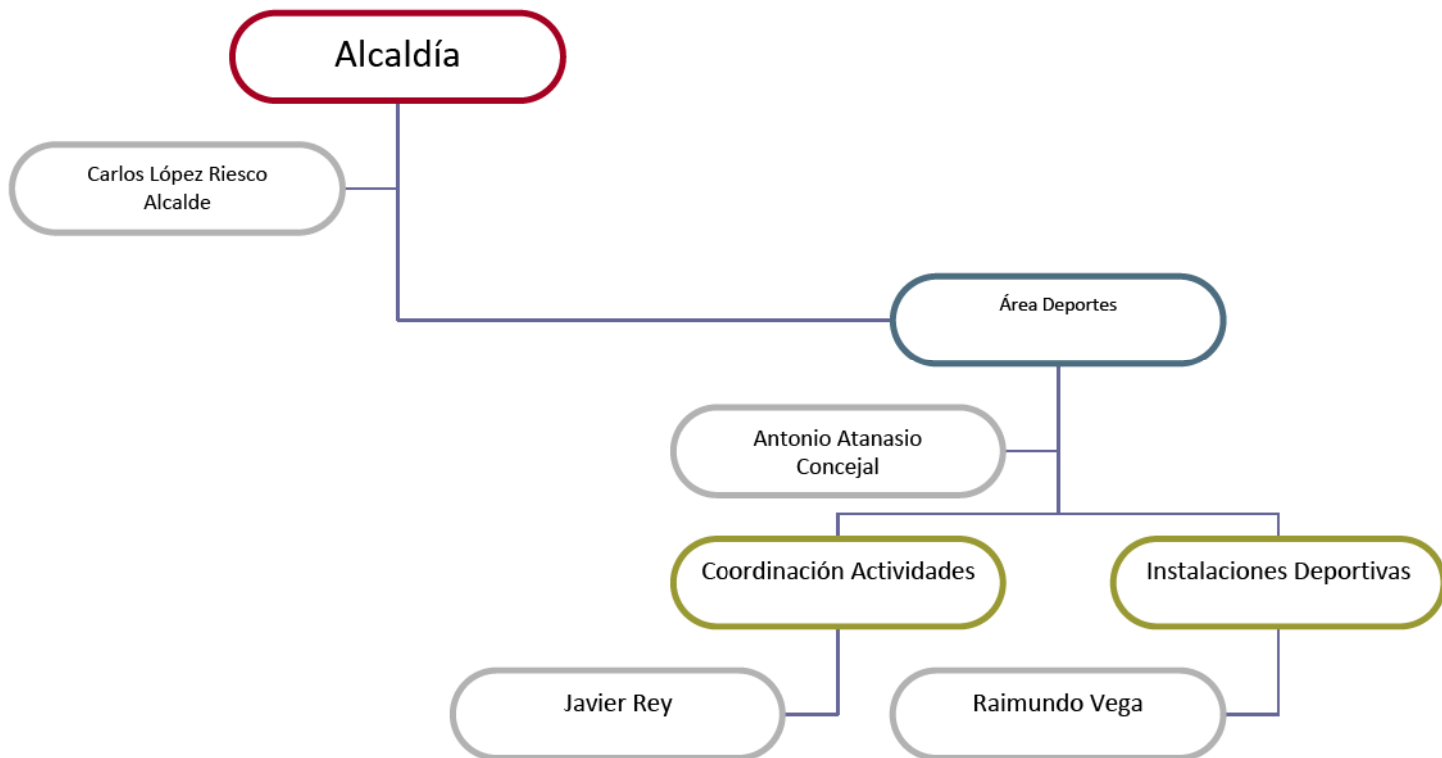 Alcaldía
Carlos López Riesco
Alcalde
Área Deportes
Antonio Atanasio
Concejal
Coordinación Actividades
Instalaciones Deportivas
Javier Rey
Raimundo Vega